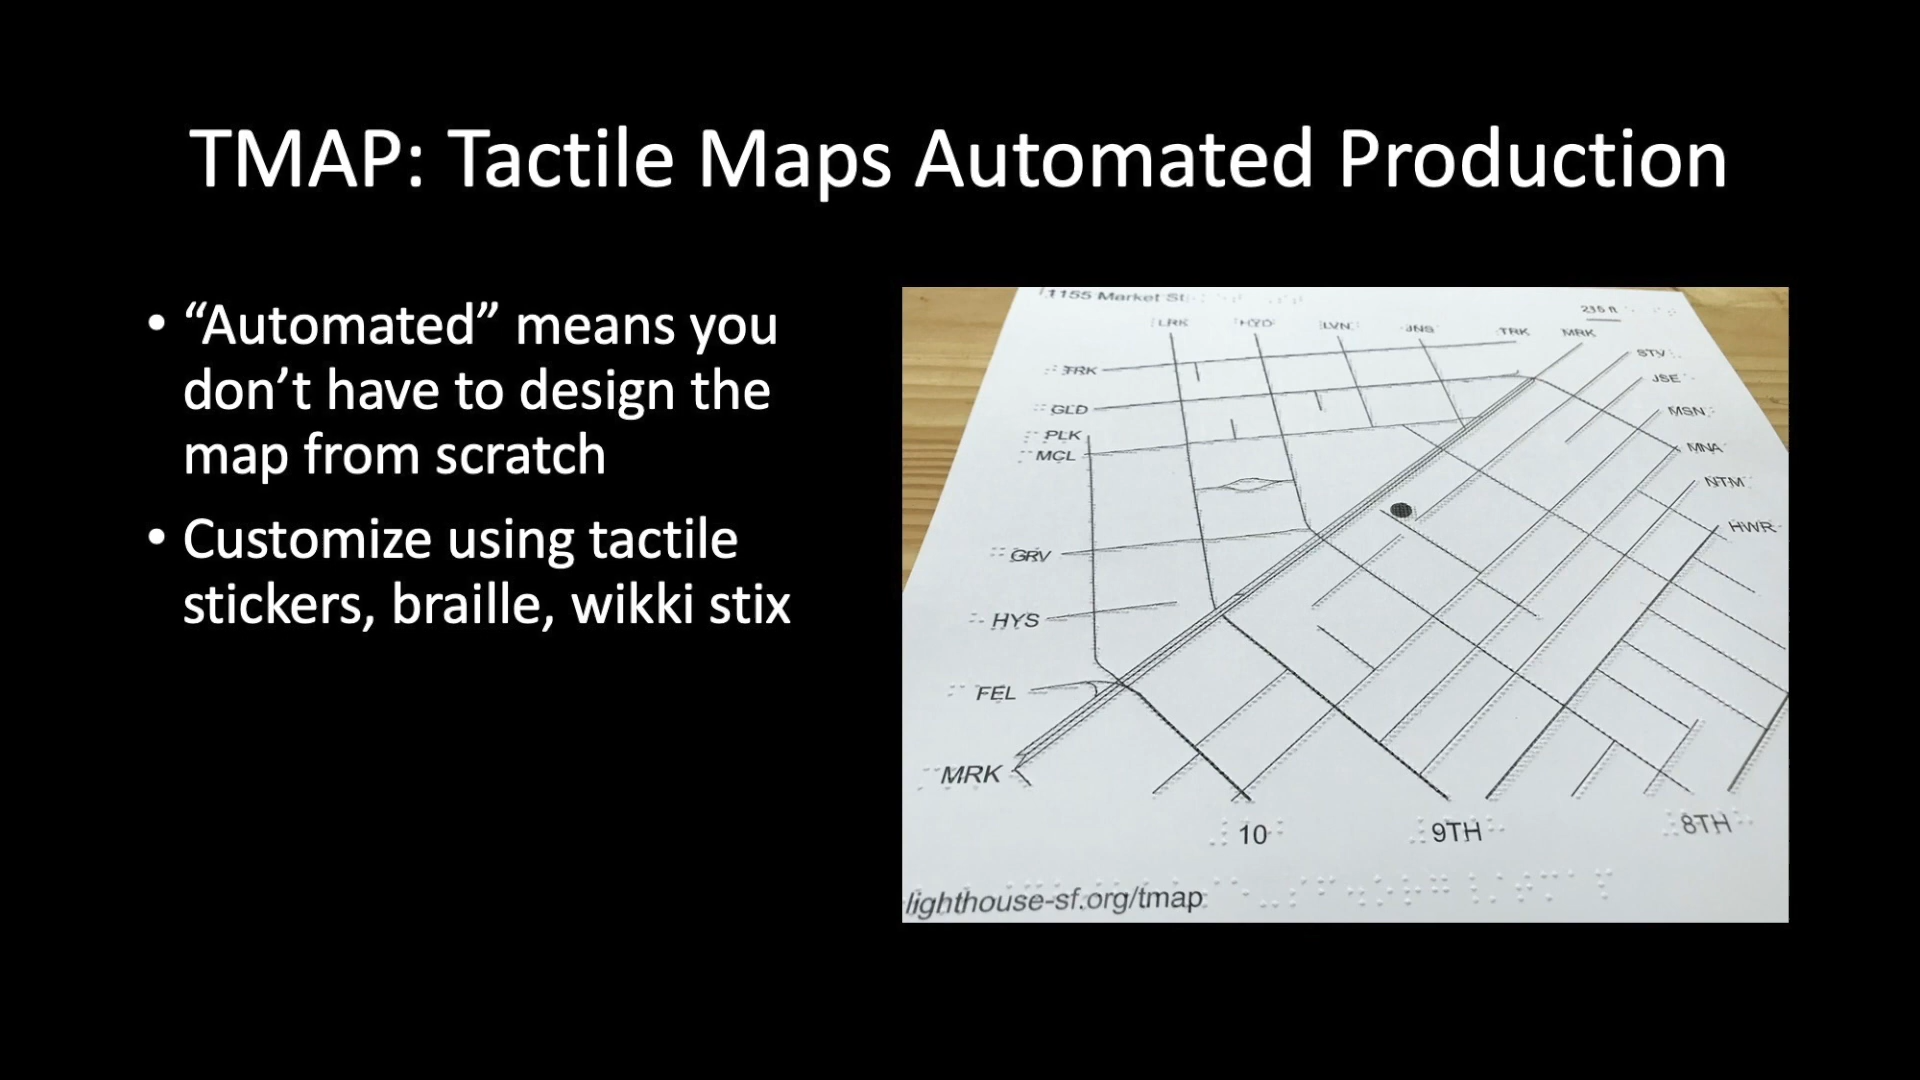 TMAP: Tactile Maps Automated Production
• “Automated” means you
don’t have to design the
map from scratch
• Customize using tactile
stickers, braille, wikki stix
1155 Market St
235 ft
LRK
HYD
LVN
JNS
TRK
MRK
TRK
GLD
PLK
MCL
GRV
HYS
FEL
MRK
STV
JSE
MSN
MNA
NTM
HWR
10
9TH
8TH
lighthouse-sf.org/tmap